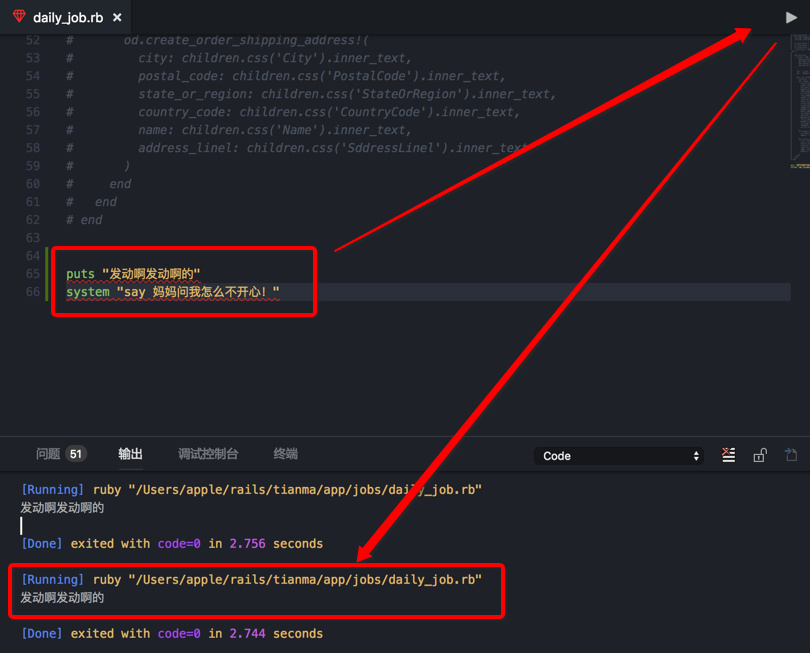 daily_job.rb
52 #       od.create_order_shipping_address!(
53 #         city: children.css('City').inner_text,
54 #         postal_code: children.css('PostalCode').inner_text,
55 #         state_or_region: children.css('StateOrRegion').inner_text,
56 #         country_code: children.css('CountryCode').inner_text,
57 #         name: children.css('Name').inner_text,
58 #         address_linel: children.css('SddressLinel').inner_text
59 #       )
60 #     end
61 #   end
62 # end
63
64
65 puts "发动啊发动啊的"
66 system "say 妈妈问我怎么不开心! "
问题 51 输出 调试控制台 终端 Code
[Running] ruby "/Users/apple/rails/tianma/app/jobs/daily_job.rb"
发动啊发动啊的
[Done] exited with code=0 in 2.756 seconds
[Running] ruby "/Users/apple/rails/tianma/app/jobs/daily_job.rb"
发动啊发动啊的
[Done] exited with code=0 in 2.744 seconds